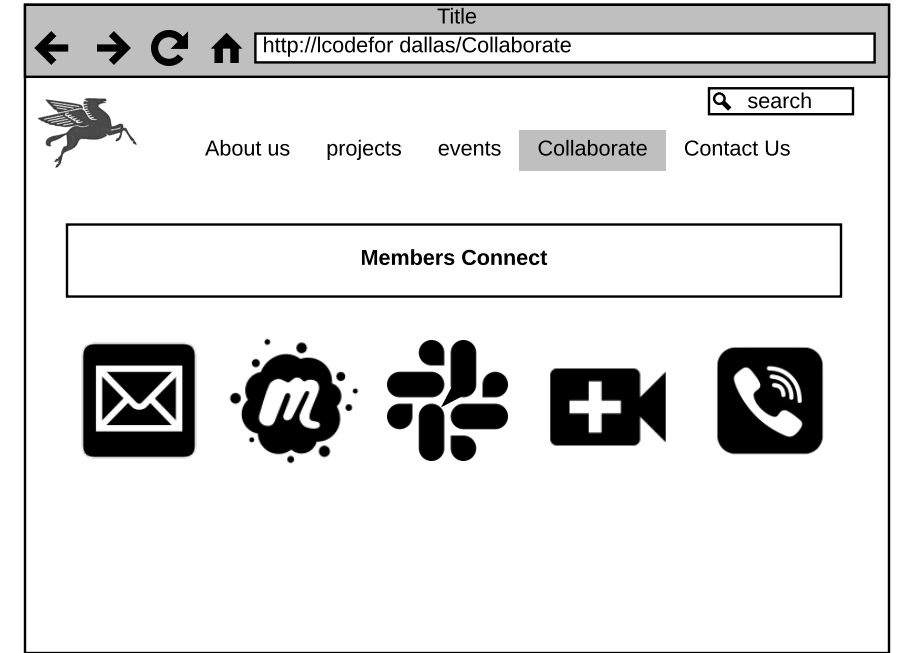 Title
http://lcodefor dallas/Collaborate
search
About us projects events Collaborate Contact Us
Members Connect
m